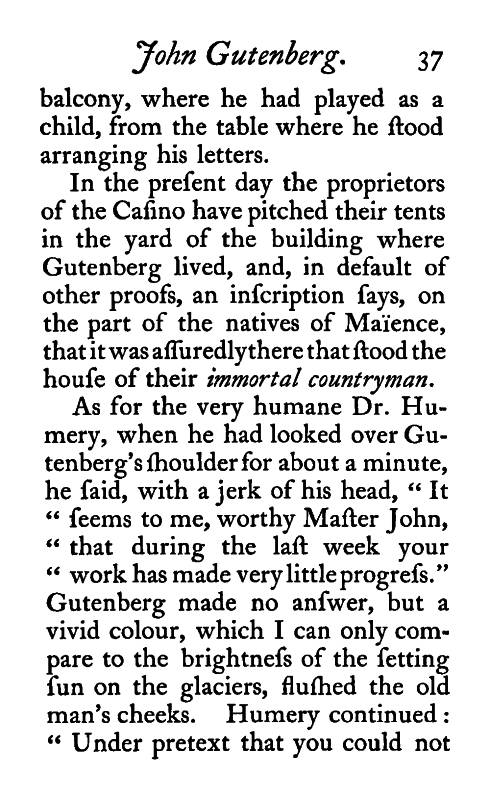 John Gutenberg. 37
balcony, where he had played as a
child, from the table where he ſtood
arranging his letters.
In the preſent day the proprietors
of the Caſino have pitched their tents
in the yard of the building where
Gutenberg lived, and, in default of
other proofs, an inſcription ſays, on
the part of the natives of Maïence,
that it was aſſuredly there that ſtood the
houſe of their immortal countryman.
As for the very humane Dr. Hu-
mery, when he had looked over Gu-
tenberg's ſhoulder for about a minute,
he ſaid, with a jerk of his head, “ It
“ ſeems to me, worthy Maſter John,
“ that during the laſt week your
“ work has made very little progreſs.”
Gutenberg made no anſwer, but a
vivid colour, which I can only com-
pare to the brightneſs of the ſetting
ſun on the glaciers, fluſhed the old
man's cheeks. Humery continued :
“ Under pretext that you could not